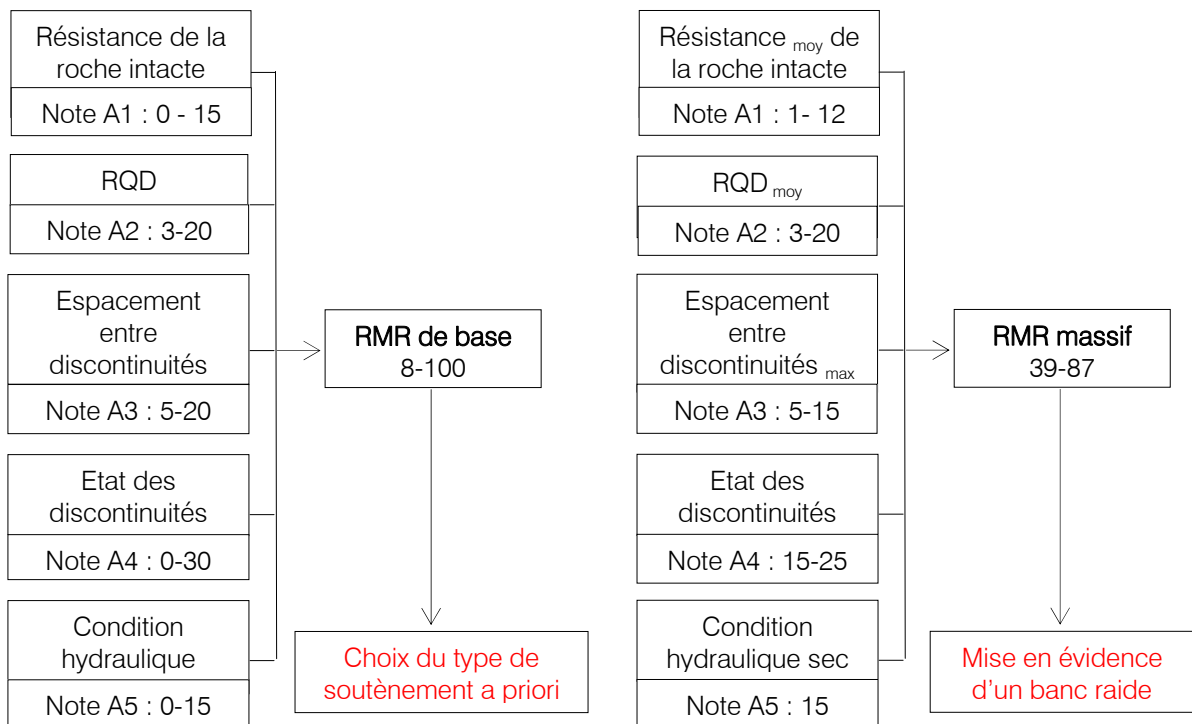 Résistance de la
roche intacte
Note A1 : 0 - 15
RQD
Note A2 : 3-20
Espacement
entre
discontinuités
Note A3 : 5-20
Etat des
discontinuités
Note A4 : 0-30
Condition
hydraulique
Note A5 : 0-15
RMR de base
8-100
Choix du type de
soutènement a priori
Résistance moy de
la roche intacte
Note A1 : 1- 12
RQD moy
Note A2 : 3-20
Espacement
entre
discontinuités max
Note A3 : 5-15
Etat des
discontinuités
Note A4 : 15-25
Condition
hydraulique sec
Note A5 : 15
RMR massif
39-87
Mise en évidence
d'un banc raide